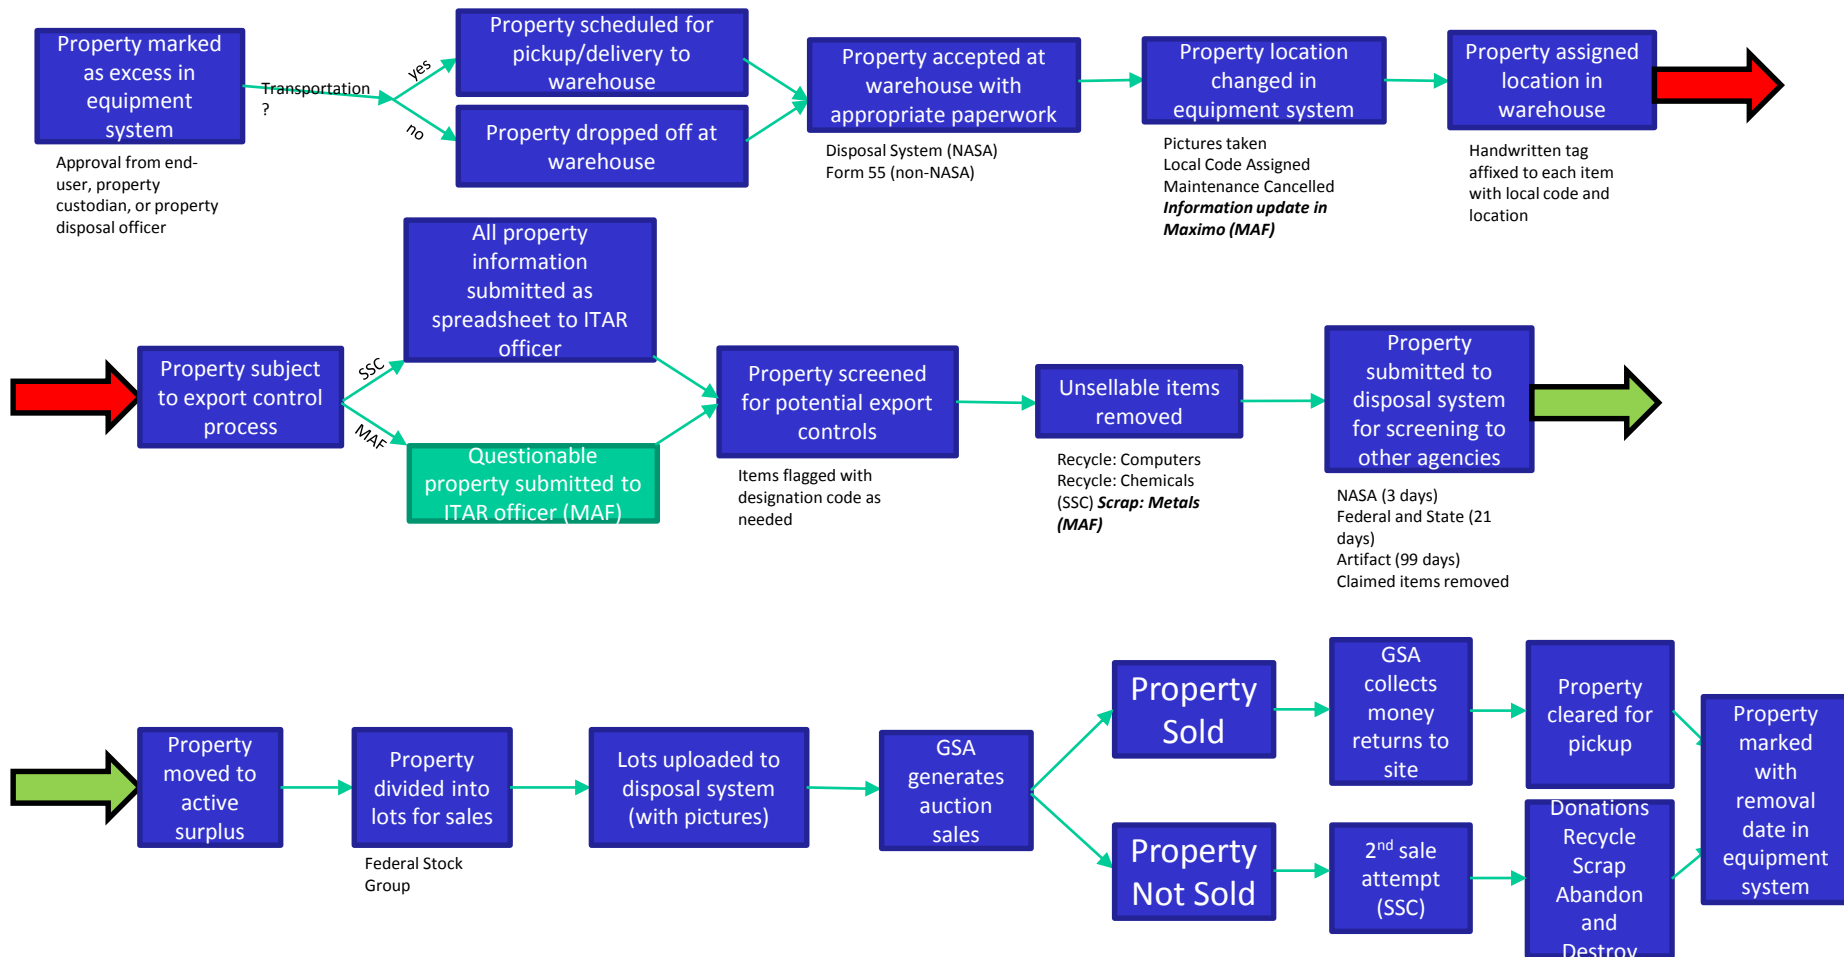 Property marked
as excess in
equipment
system
Approval from end-
user, property
custodian, or property
disposal officer
Transportation
?
yes
no
Property scheduled for
pickup/delivery to
warehouse
Property dropped off at
warehouse
Property accepted at
warehouse with
appropriate paperwork
Disposal System (NASA)
Form 55 (non-NASA)
Property location
changed in
equipment system
Pictures taken
Local Code Assigned
Maintenance Cancelled
Information update in
Maximo (MAF)
Property assigned
location in
warehouse
Handwritten tag
affixed to each item
with local code and
location
Property subject
to export control
process
SSC
MAF
All property
information
submitted as
spreadsheet to ITAR
officer
Questionable
property submitted to
ITAR officer (MAF)
Property screened
for potential export
controls
Items flagged with
designation code as
needed
Unsellable items
removed
Recycle: Computers
Recycle: Chemicals
(SSC) Scrap: Metals
(MAF)
Property
submitted to
disposal system
for screening to
other agencies
NASA (3 days)
Federal and State (21
days)
Artifact (99 days)
Claimed items removed
Property
moved to
active
surplus
Property
divided into
lots for sales
Federal Stock
Group
Lots uploaded to
disposal system
(with pictures)
GSA
generates
auction
sales
Property
Sold
GSA
collects
money
returns to
site
Property
cleared for
pickup
Property
Not Sold
2nd sale
attempt
(SSC)
Donations
Recycle
Scrap
Abandon
and
Destroy
Property
marked
with
removal
date in
equipment
system